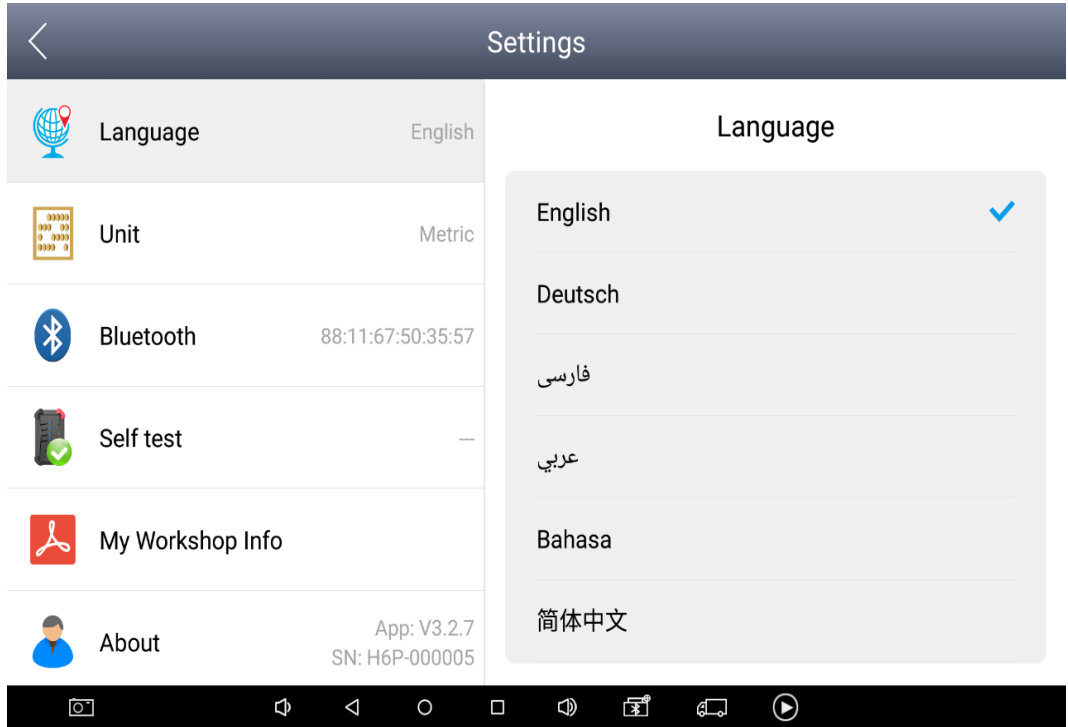 Settings
Language English
Unit Metric
Bluetooth 88:11:67:50:35:57
Self test —
My Workshop Info
About App: V3.2.7
SN: H6P-000005
Language
English
Deutsch
فارسی
عربي
Bahasa
简体中文